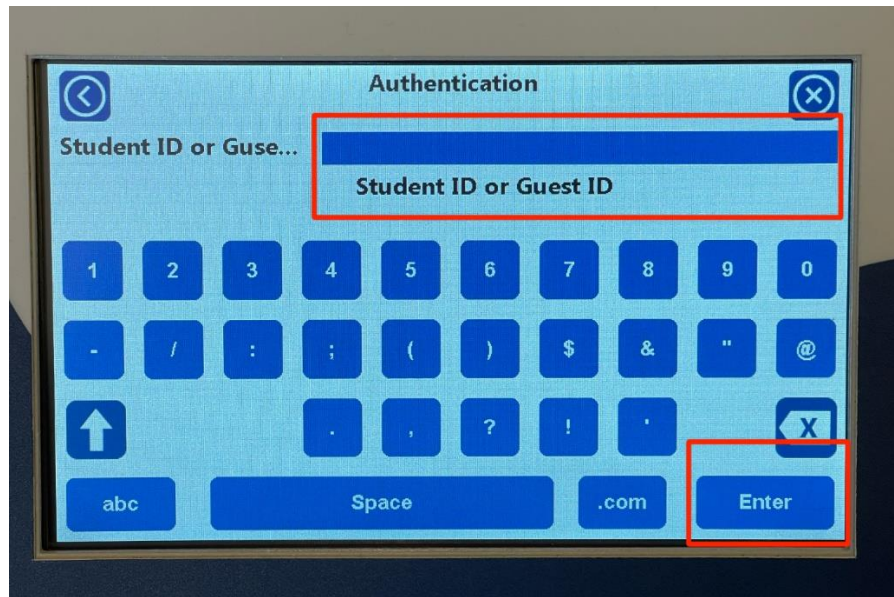 Authentication
Student ID or Guse...
Student ID or Guest ID
1 2 3 4 5 6 7 8 9 0
- / : ; ( ) $ & " @
. , ? ! ' X
abc Space .com Enter